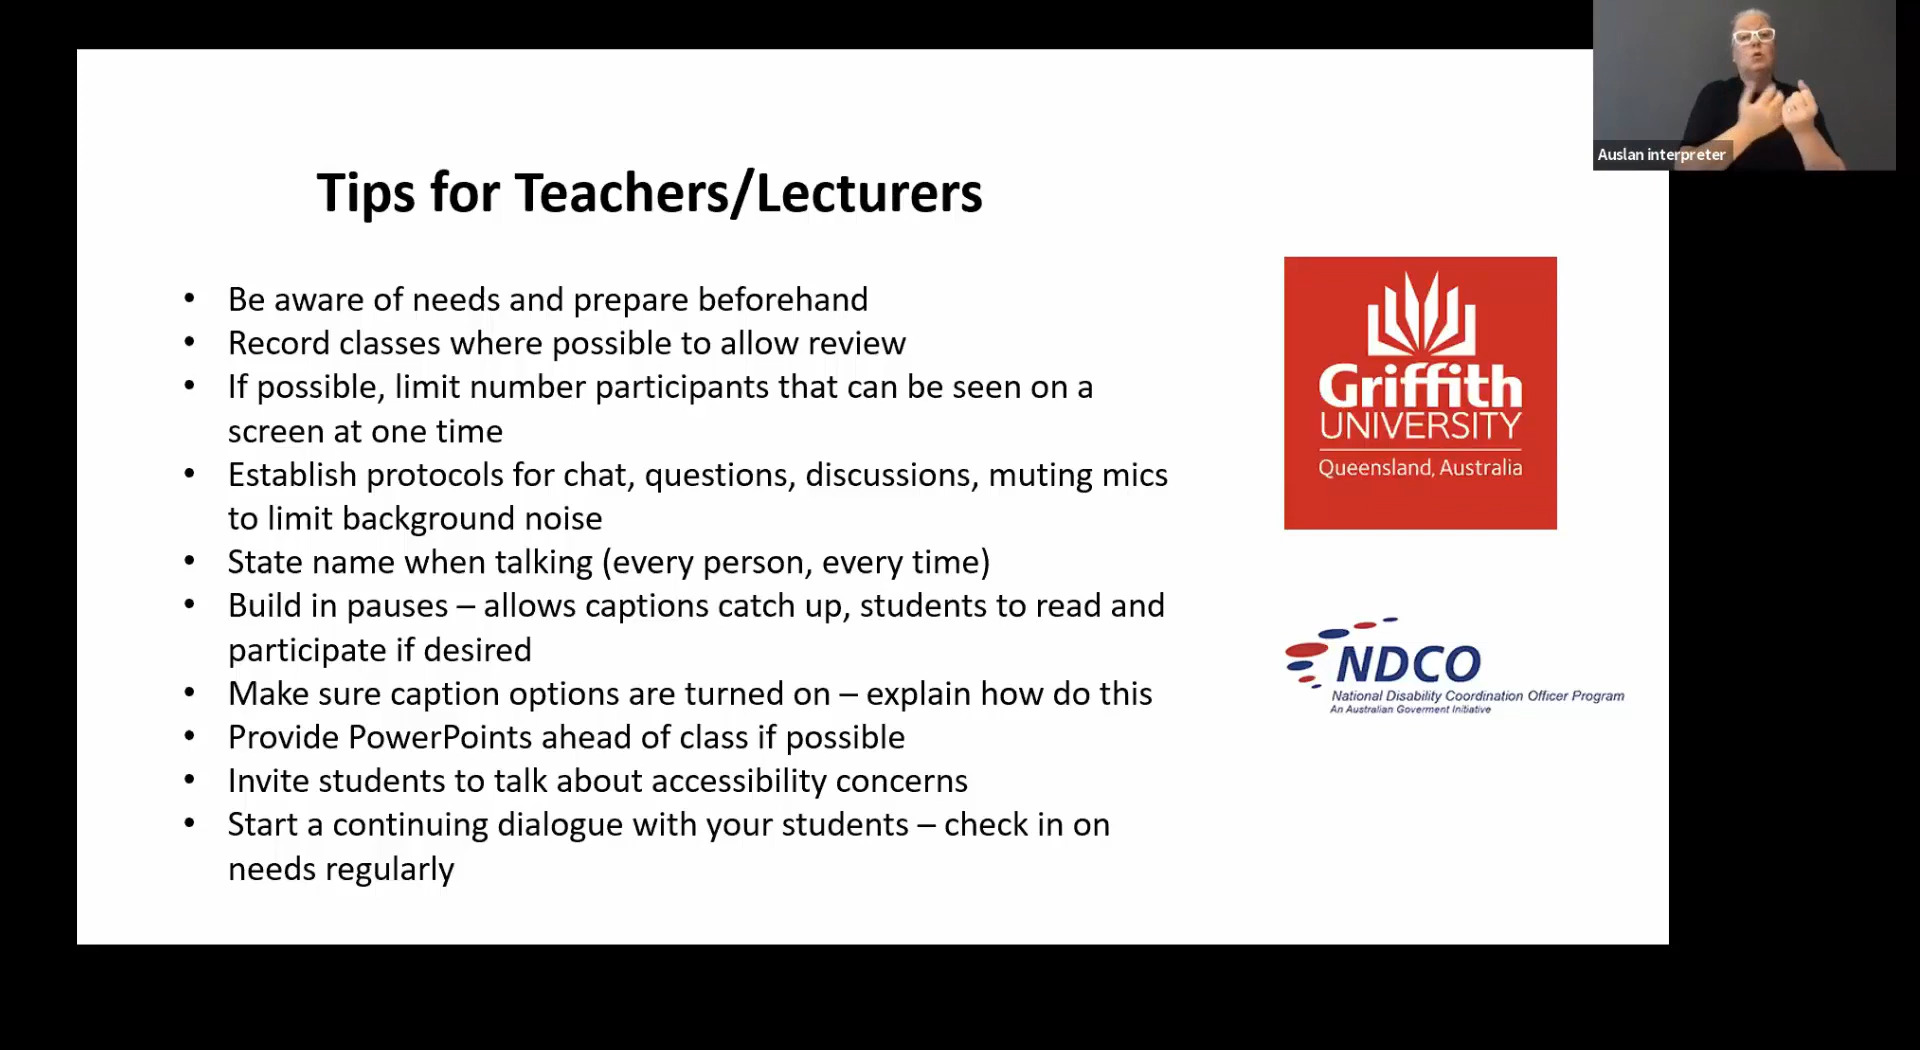 Auslan interpreter
Tips for Teachers/Lecturers
• Be aware of needs and prepare beforehand
• Record classes where possible to allow review
• If possible, limit number participants that can be seen on a
screen at one time
• Establish protocols for chat, questions, discussions, muting mics
to limit background noise
• State name when talking (every person, every time)
• Build in pauses – allows captions catch up, students to read and
participate if desired
• Make sure caption options are turned on – explain how do this
• Provide PowerPoints ahead of class if possible
• Invite students to talk about accessibility concerns
• Start a continuing dialogue with your students – check in on
needs regularly
Griffith
UNIVERSITY
Queensland, Australia
NDCO
National Disability Coordination Officer Program
An Australian Goverment Initiative